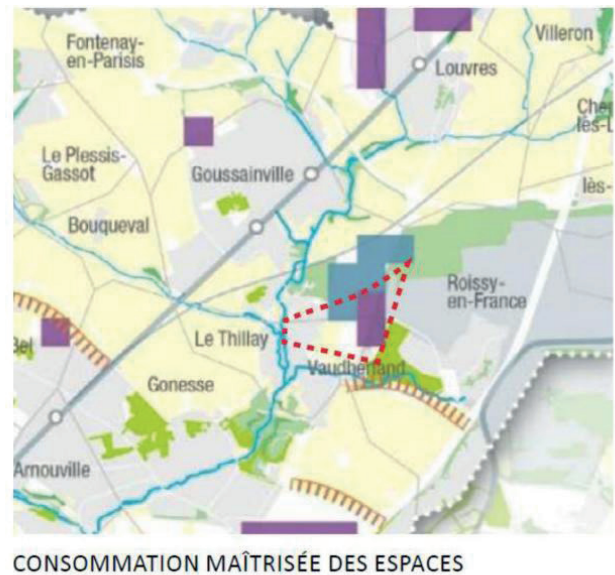 Fontenay-
en-Parisis
Villeron
Louvres
Le Plessis-
Gassot
Goussainville
lès-
Bouqueval
Roissy-
en-France
Le Thillay
Vaudherland
Gonesse
Arnouville
CONSOMMATION MAÎTRISÉE DES ESPACES